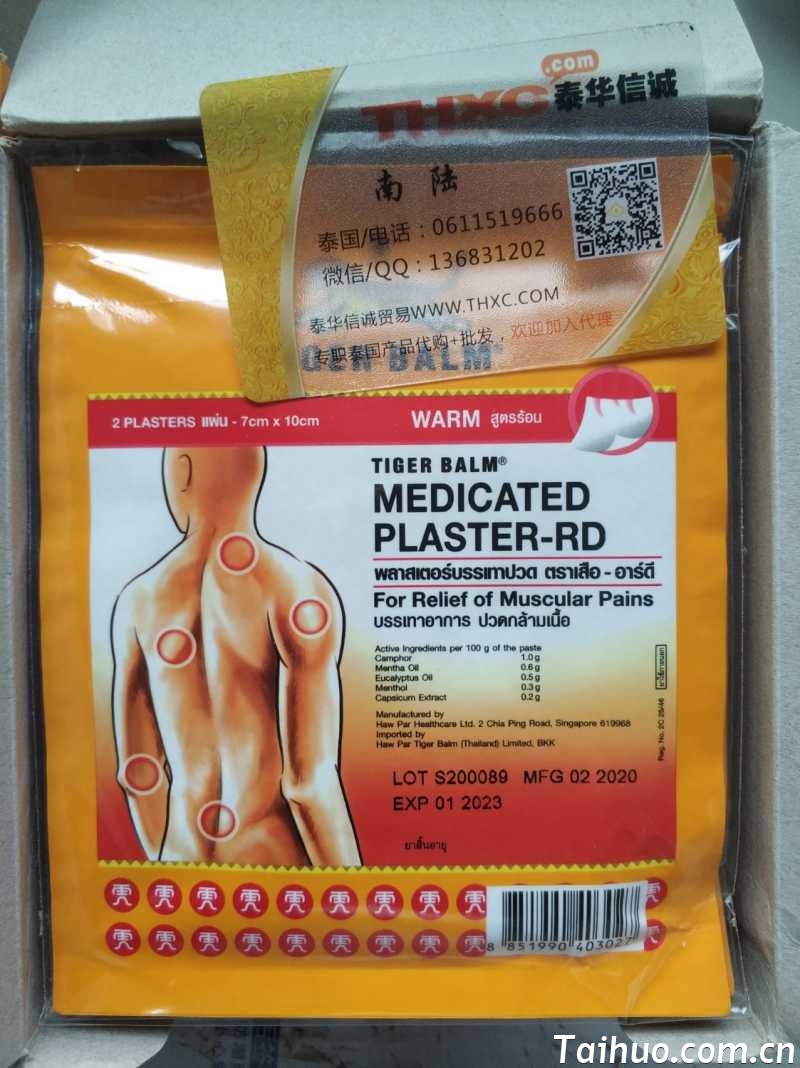 THXC.com 泰华信诚
南 陆
泰国/电话：0611519666
微信/QQ：136831202
泰华信诚贸易WWW.THXC.COM
专职泰国产品代购+批发，欢迎加入代理
BALM®
2 PLASTERS แผ่น - 7cm x 10cm
WARM สูตรร้อน
TIGER BALM®
MEDICATED
PLASTER-RD
พลาสเตอร์บรรเทาปวด ตราเสือ - อาร์ดี
For Relief of Muscular Pains
บรรเทาอาการ ปวดกล้ามเนื้อ
Active Ingredients per 100 g of the paste
Camphor 1.0 g
Mentha Oil 0.6 g
Eucalyptus Oil 0.5 g
Menthol 0.3 g
Capsicum Extract 0.2 g
Manufactured by
Haw Par Healthcare Ltd. 2 Chia Ping Road, Singapore 619968
Imported by
Haw Par Tiger Balm (Thailand) Limited, BKK
Reg. No. 2C 25/46
LOT S200089 MFG 02 2020
EXP 01 2023
ยาสิ้นอายุ
8 851990 403027
Taihuo.com.cn